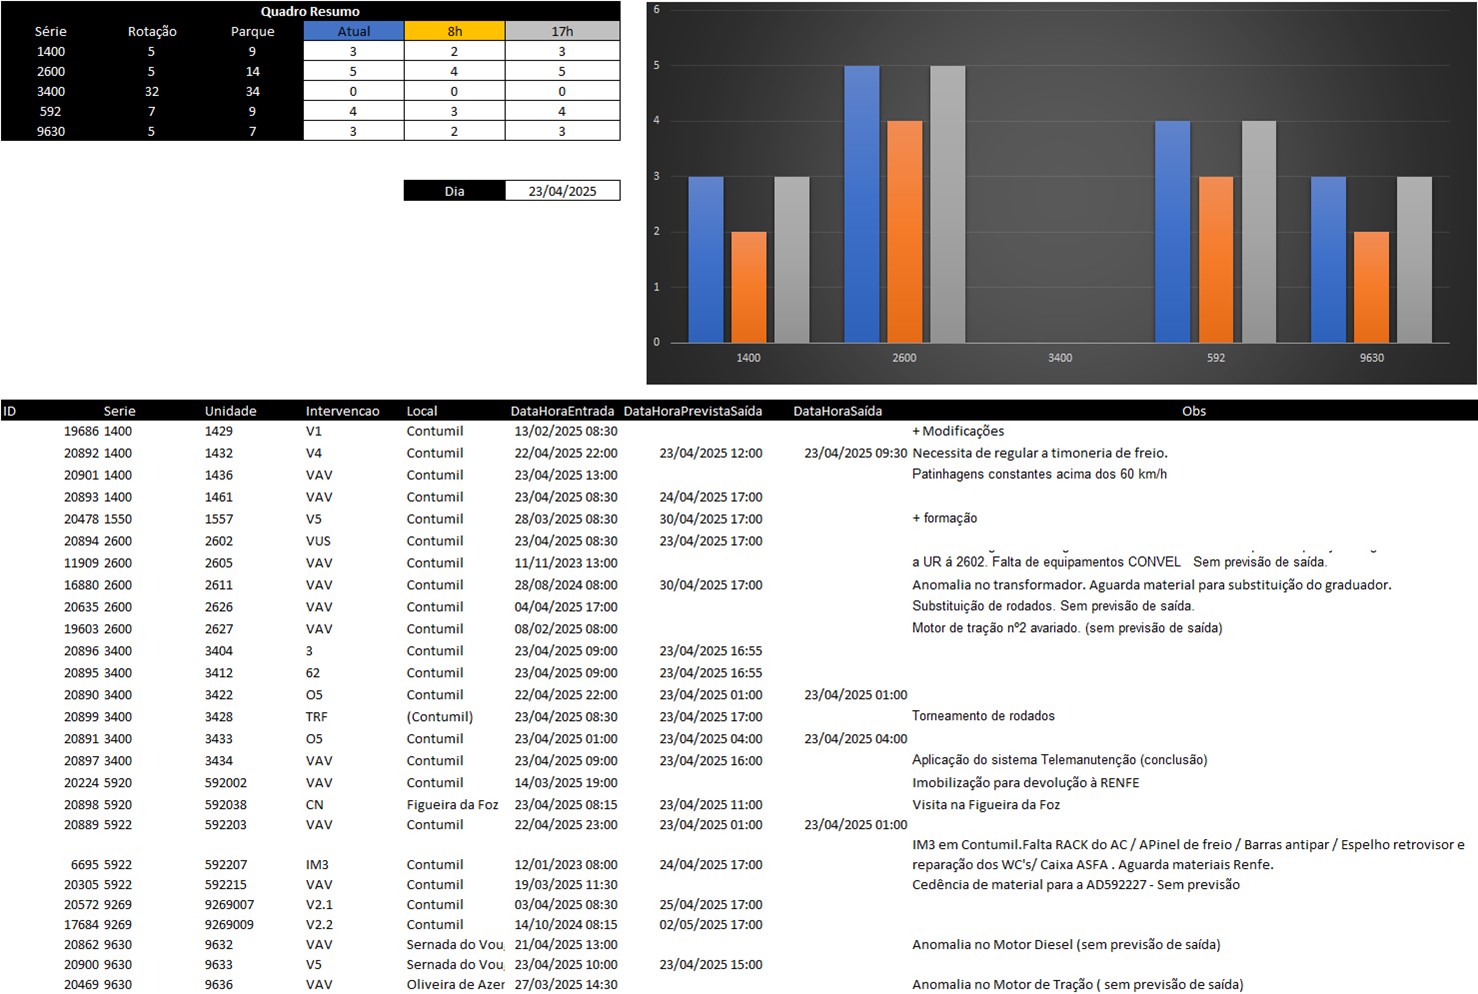 Quadro Resumo
Série Rotação Parque Atual 8h 17h
1400 5 9 3 2 3
2600 5 14 5 4 5
3400 32 34 0 0 0
592 7 9 4 3 4
9630 5 7 3 2 3
Dia 23/04/2025
6
5
4
3
2
1
0
1400 2600 3400 592 9630
ID Serie Unidade Intervencao Local DataHoraEntrada DataHoraPrevistaSaída DataHoraSaída Obs
19686 1400 1429 V1 Contumil 13/02/2025 08:30 + Modificações
20892 1400 1432 V4 Contumil 22/04/2025 22:00 23/04/2025 12:00 23/04/2025 09:30 Necessita de regular a timoneria de freio.
20901 1400 1436 VAV Contumil 23/04/2025 13:00 Patinhagens constantes acima dos 60 km/h
20893 1400 1461 VAV Contumil 23/04/2025 08:30 24/04/2025 17:00
20478 1550 1557 V5 Contumil 28/03/2025 08:30 30/04/2025 17:00 + formação
20894 2600 2602 VUS Contumil 23/04/2025 08:30 23/04/2025 17:00
11909 2600 2605 VAV Contumil 11/11/2023 13:00 a UR á 2602. Falta de equipamentos CONVEL Sem previsão de saída.
16880 2600 2611 VAV Contumil 28/08/2024 08:00 30/04/2025 17:00 Anomalia no transformador. Aguarda material para substituição do graduador.
20635 2600 2626 VAV Contumil 04/04/2025 17:00 Substituição de rodados. Sem previsão de saída.
19603 2600 2627 VAV Contumil 08/02/2025 08:00 Motor de tração nº2 avariado. (sem previsão de saída)
20896 3400 3404 3 Contumil 23/04/2025 09:00 23/04/2025 16:55
20895 3400 3412 62 Contumil 23/04/2025 09:00 23/04/2025 16:55
20890 3400 3422 O5 Contumil 22/04/2025 22:00 23/04/2025 01:00 23/04/2025 01:00
20899 3400 3428 TRF (Contumil) 23/04/2025 08:30 23/04/2025 17:00 Torneamento de rodados
20891 3400 3433 O5 Contumil 23/04/2025 01:00 23/04/2025 04:00 23/04/2025 04:00
20897 3400 3434 VAV Contumil 23/04/2025 09:00 23/04/2025 16:00 Aplicação do sistema Telemanutenção (conclusão)
20224 5920 592002 VAV Contumil 14/03/2025 19:00 Imobilização para devolução à RENFE
20898 5920 592038 CN Figueira da Foz 23/04/2025 08:15 23/04/2025 11:00 Visita na Figueira da Foz
20889 5922 592203 VAV Contumil 22/04/2025 23:00 23/04/2025 01:00 23/04/2025 01:00
IM3 em Contumil.Falta RACK do AC / APinel de freio / Barras antipar / Espelho retrovisor e
6695 5922 592207 IM3 Contumil 12/01/2023 08:00 24/04/2025 17:00 reparação dos WC's/ Caixa ASFA . Aguarda materiais Renfe.
20305 5922 592215 VAV Contumil 19/03/2025 11:30 Cedência de material para a AD592227 - Sem previsão
20572 9269 9269007 V2.1 Contumil 03/04/2025 08:30 25/04/2025 17:00
17684 9269 9269009 V2.2 Contumil 14/10/2024 08:15 02/05/2025 17:00
20862 9630 9632 VAV Sernada do Vou 21/04/2025 13:00 Anomalia no Motor Diesel (sem previsão de saída)
20900 9630 9633 V5 Sernada do Vou 23/04/2025 10:00 23/04/2025 15:00
20469 9630 9636 VAV Oliveira de Azer 27/03/2025 14:30 Anomalia no Motor de Tração ( sem previsão de saída)